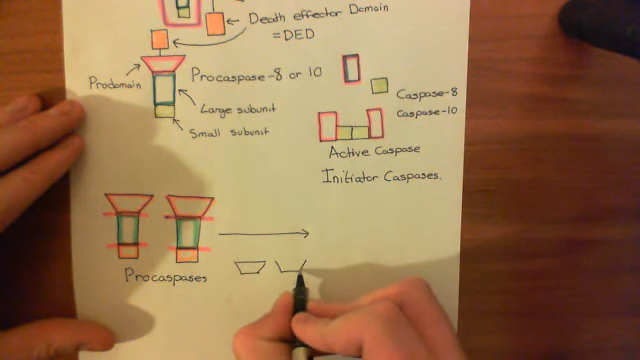 Death effector Domain
=DED
Procaspase-8 or 10
Prodomain
Large subunit
Small subunit
Caspase-8
Caspase-10
Active Caspase
Initiator Caspases.
Procaspases